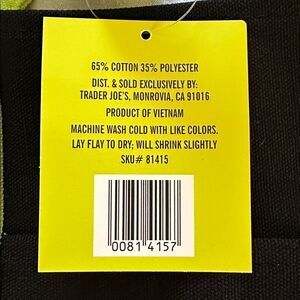 65% COTTON 35% POLYESTER
DIST. & SOLD EXCLUSIVELY BY:
TRADER JOE'S, MONROVIA, CA 91016
PRODUCT OF VIETNAM
MACHINE WASH COLD WITH LIKE COLORS.
LAY FLAY TO DRY; WILL SHRINK SLIGHTLY
SKU# 81415
0081 4157